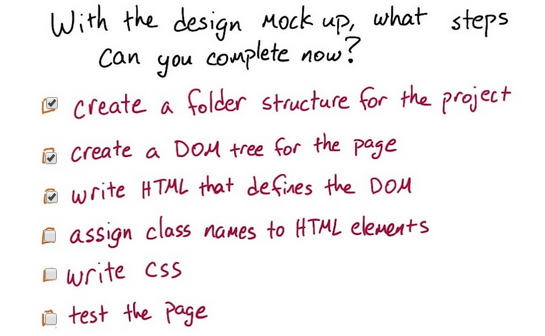 With the design mock up, what steps
can you complete now?
create a folder structure for the project
create a DOM tree for the page
write HTML that defines the DOM
assign class names to HTML elements
write CSS
test the page